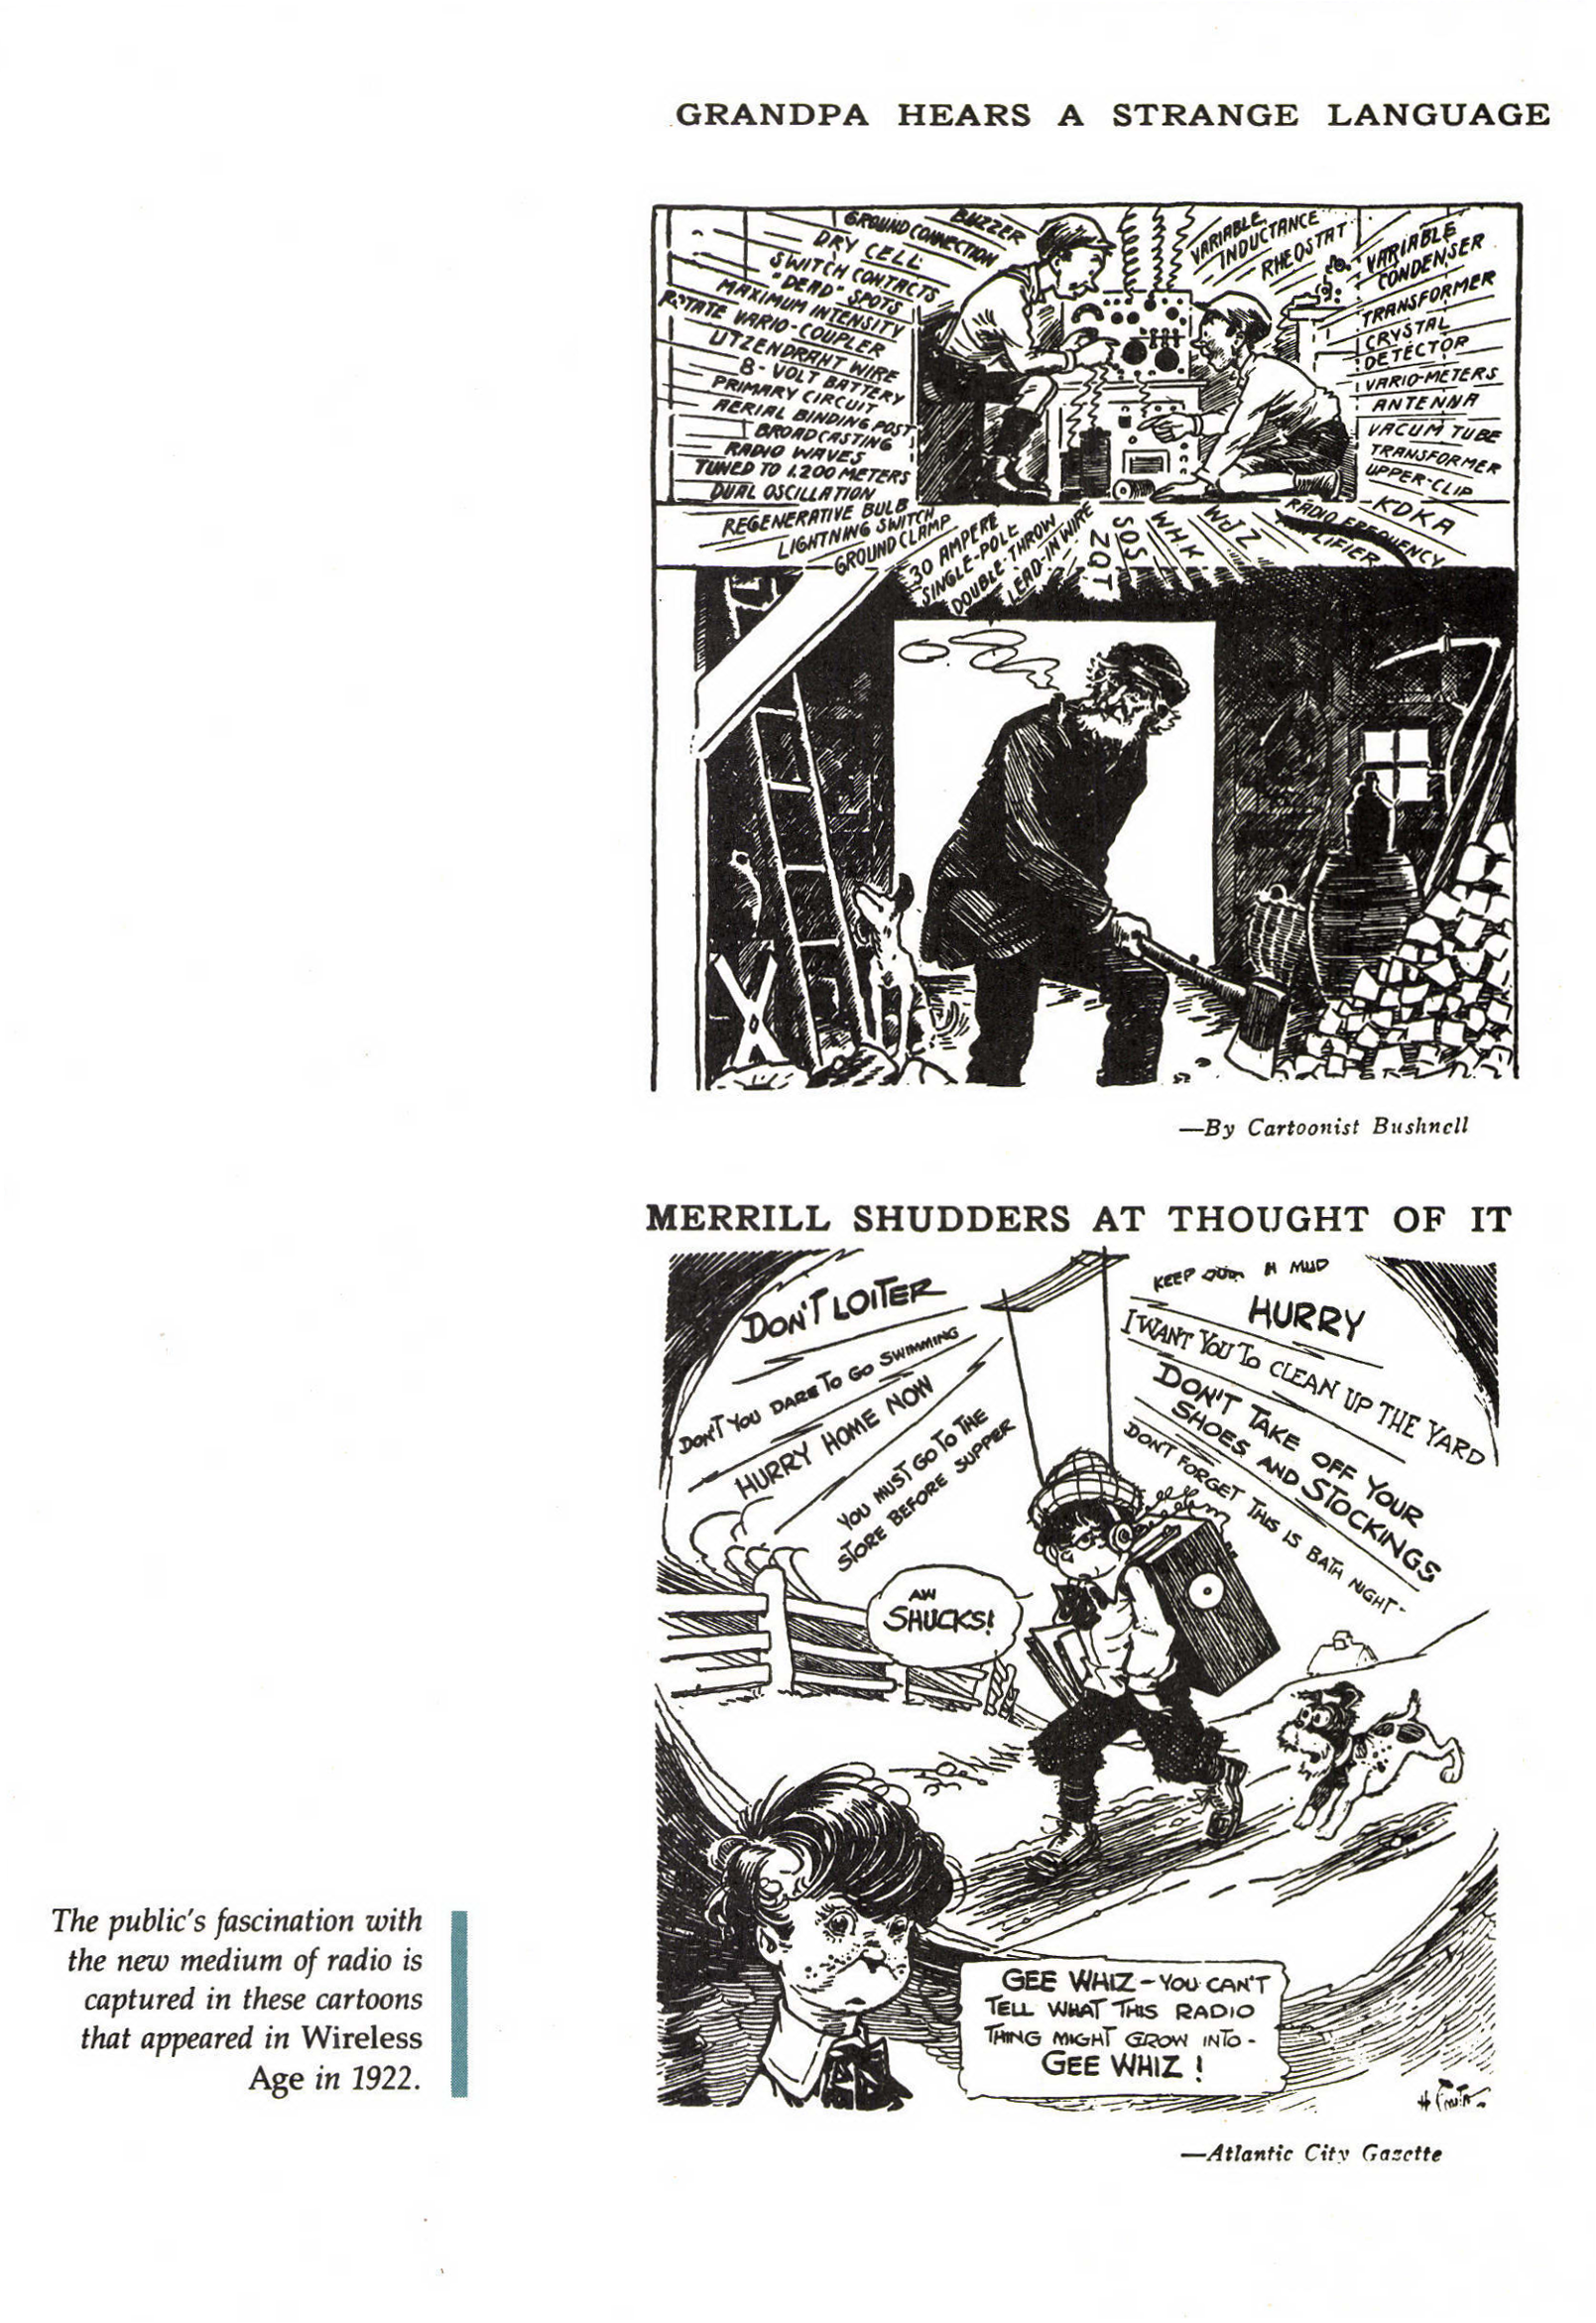 GRANDPA HEARS A STRANGE LANGUAGE
BUZZER
GROUND CONNECTION
DRY CELL
SWITCH CONTACTS
"DEAD" SPOTS
MAXIMUM INTENSITY
ROTATE VARIO-COUPLER
UTZENDRANT WIRE
8-VOLT BATTERY
PRIMARY CIRCUIT
AERIAL BINDING POST
BROADCASTING
RADIO WAVES
TUNED TO 1.200 METERS
DUAL OSCILLATION
REGENERATIVE BULB
LIGHTNING SWITCH
GROUND CLAMP
30 AMPERE
SINGLE-POLE
DOUBLE-THROW
LEAD-IN WIRE
ZQT
SOS
WHK
WJZ
RADIO FREQUENCY
KDKA
VARIABLE
INDUCTANCE
RHEOSTAT
VARIABLE
CONDENSER
TRANSFORMER
CRYSTAL
DETECTOR
VARIO-METERS
ANTENNA
VACUM TUBE
TRANSFORMER
UPPER-CLIP
—By Cartoonist Bushnell
MERRILL SHUDDERS AT THOUGHT OF IT
DON'T LOITER
DON'T YOU DARE TO GO SWIMMING
HURRY HOME NOW
YOU MUST GO TO THE
STORE BEFORE SUPPER
KEEP MUD
HURRY
I WANT YOU TO CLEAN UP THE YARD
DON'T TAKE OFF YOUR
SHOES AND STOCKINGS
DON'T FORGET THIS IS BATH NIGHT-
AW
SHUCKS!
GEE WHIZ - YOU CAN'T
TELL WHAT THIS RADIO
THING MIGHT GROW INTO-
GEE WHIZ!
—Atlantic City Gazette
The public's fascination with
the new medium of radio is
captured in these cartoons
that appeared in Wireless
Age in 1922.